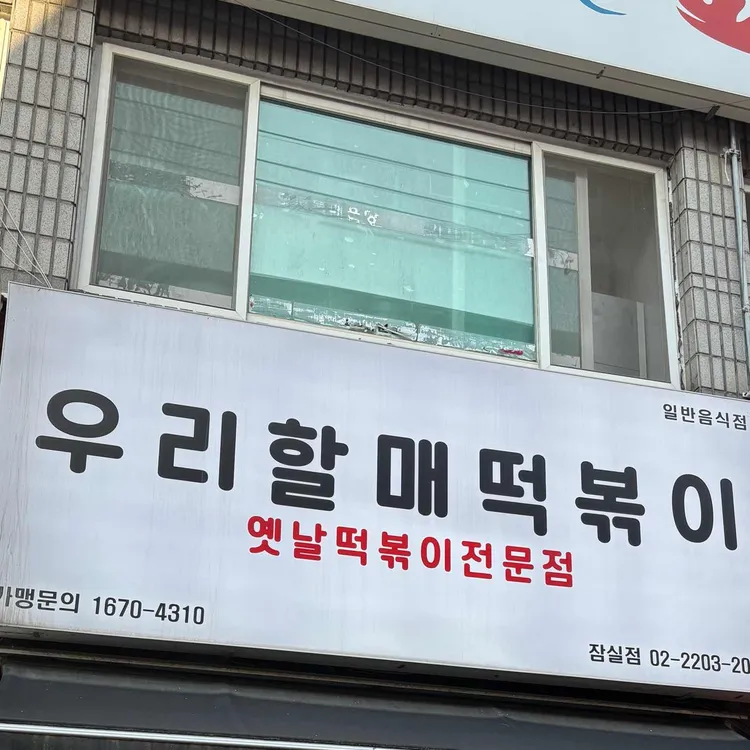 일반음식점
우리할매떡볶이
옛날떡볶이전문점
가맹문의 1670-4310
잠실점 02-2203-20